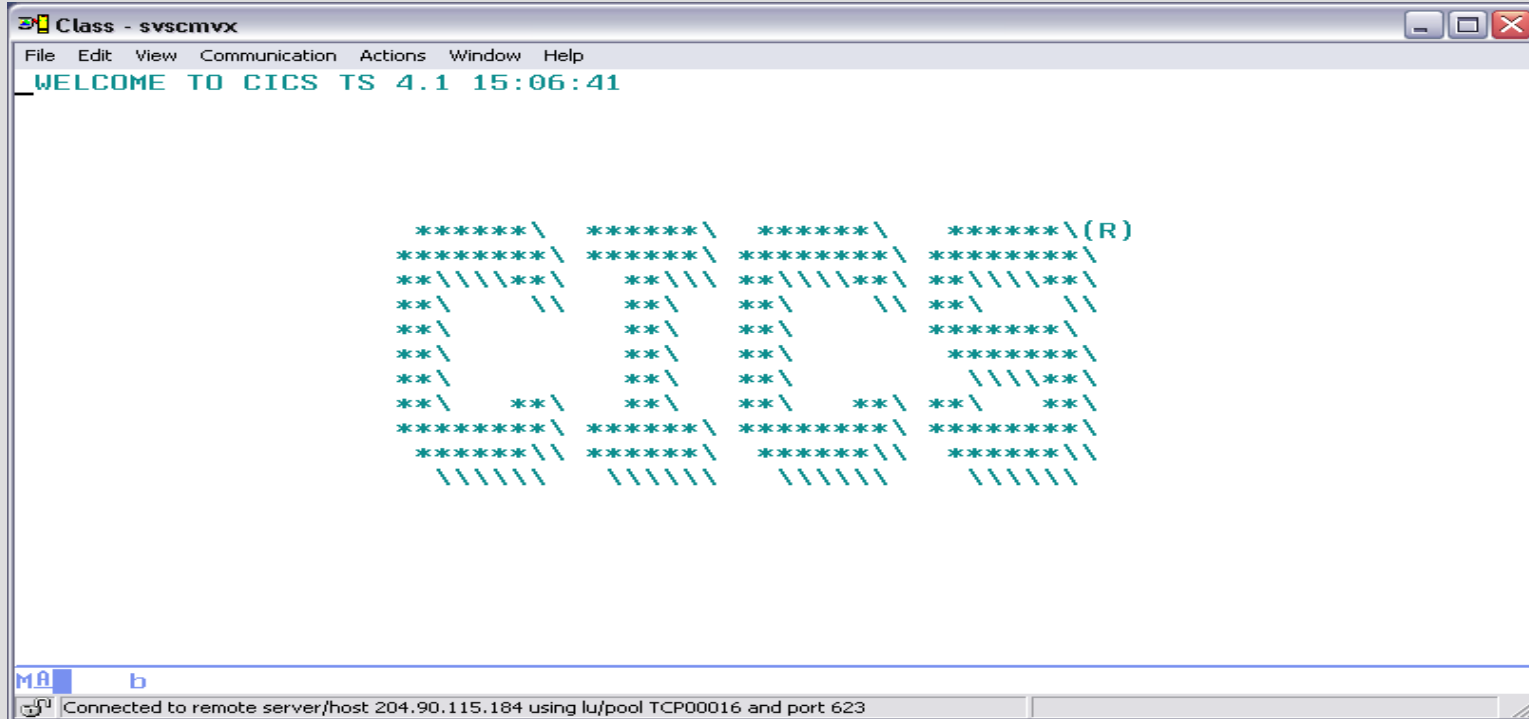 Class - svscmvx
File Edit View Communication Actions Window Help
_WELCOME TO CICS TS 4.1 15:06:41
 ******\  ******\  ******\   ******\(R)
********\ ******\ ********\ ********\
**\\\\**\   **\\\ **\\\\**\ **\\\\**\
**\    \\   **\   **\    \\ **\    \\
**\         **\   **\       *******\
**\         **\   **\        *******\
**\         **\   **\         \\\\**\
**\   **\   **\   **\   **\ **\   **\
********\ ******\ ********\ ********\
 ******\\ ******\  ******\\  ******\\
  \\\\\\   \\\\\\   \\\\\\    \\\\\\
MA b
Connected to remote server/host 204.90.115.184 using lu/pool TCP00016 and port 623